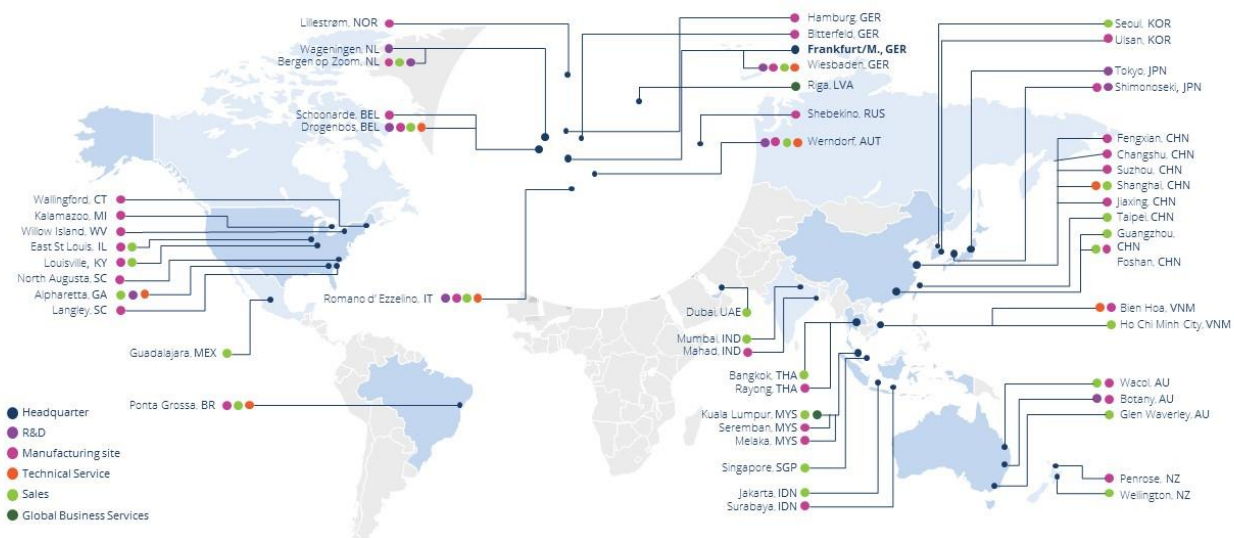 Lillestrøm, NOR
Wageningen, NL
Bergen op Zoom, NL
Schoonarde, BEL
Drogenbos, BEL
Wallingford, CT
Kalamazoo, MI
Willow Island, WV
East St Louis, IL
Louisville, KY
North Augusta, SC
Alpharetta, GA
Langley, SC
Guadalajara, MEX
Ponta Grossa, BR
Romano d' Ezzelino, IT
Hamburg, GER
Bitterfeld, GER
Frankfurt/M., GER
Wiesbaden, GER
Riga, LVA
Shebekino, RUS
Werndorf, AUT
Dubai, UAE
Mumbai, IND
Mahad, IND
Bangkok, THA
Rayong, THA
Kuala Lumpur, MYS
Seremban, MYS
Melaka, MYS
Singapore, SGP
Jakarta, IDN
Surabaya, IDN
Seoul, KOR
Ulsan, KOR
Tokyo, JPN
Shimonoseki, JPN
Fengxian, CHN
Changshu, CHN
Suzhou, CHN
Shanghai, CHN
Jiaxing, CHN
Taipei, CHN
Guangzhou,
CHN
Foshan, CHN
Bien Hoa, VNM
Ho Chi Minh City, VNM
Wacol, AU
Botany, AU
Glen Waverley, AU
Penrose, NZ
Wellington, NZ
Headquarter
R&D
Manufacturing site
Technical Service
Sales
Global Business Services